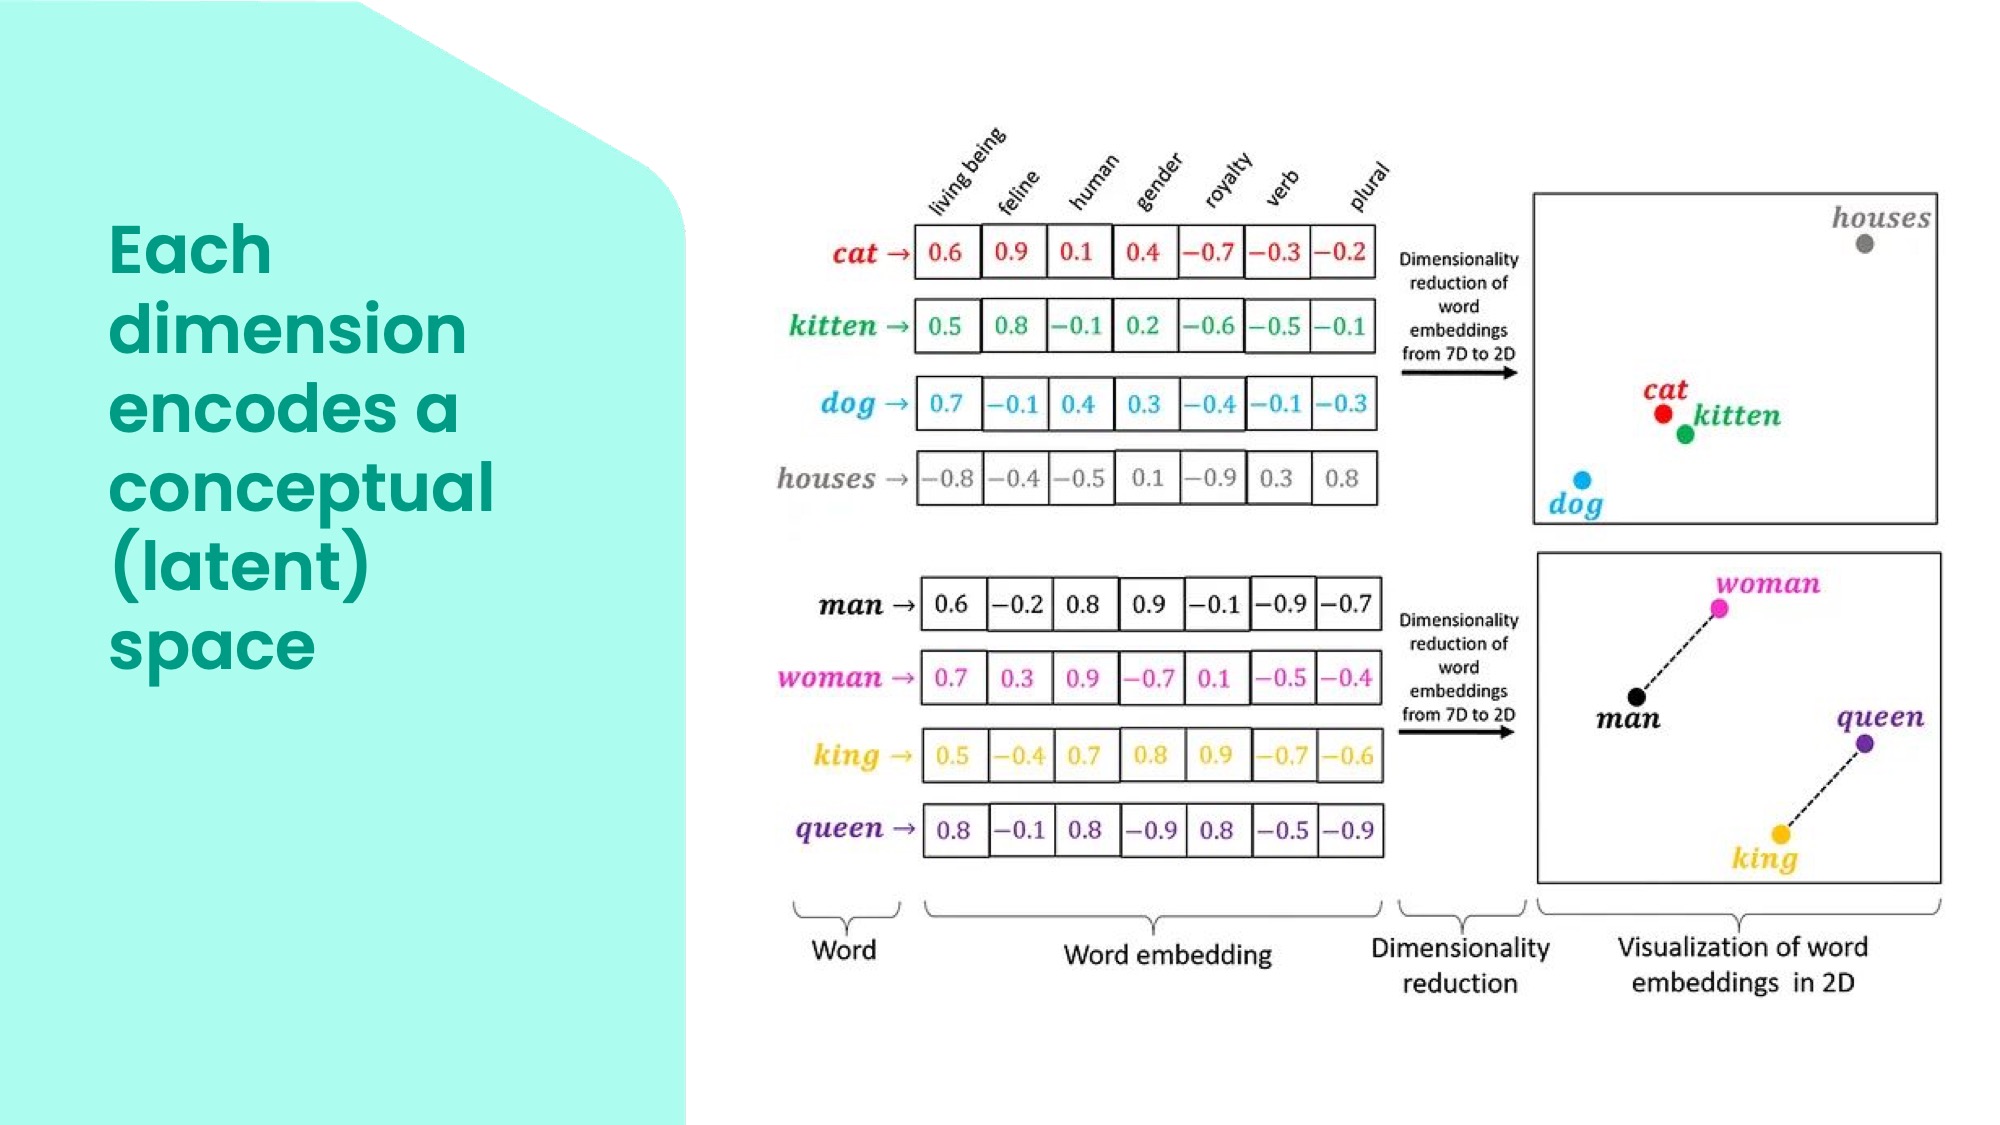 Each
dimension
encodes a
conceptual
(latent)
space
living being feline human gender royalty verb plural
cat → 0.6 0.9 0.1 0.4 −0.7 −0.3 −0.2
kitten → 0.5 0.8 −0.1 0.2 −0.6 −0.5 −0.1
dog → 0.7 −0.1 0.4 0.3 −0.4 −0.1 −0.3
houses → −0.8 −0.4 −0.5 0.1 −0.9 0.3 0.8
Dimensionality
reduction of
word
embeddings
from 7D to 2D
houses
cat
kitten
dog
man → 0.6 −0.2 0.8 0.9 −0.1 −0.9 −0.7
woman → 0.7 0.3 0.9 −0.7 0.1 −0.5 −0.4
king → 0.5 −0.4 0.7 0.8 0.9 −0.7 −0.6
queen → 0.8 −0.1 0.8 −0.9 0.8 −0.5 −0.9
Dimensionality
reduction of
word
embeddings
from 7D to 2D
woman
man
queen
king
Word
Word embedding
Dimensionality
reduction
Visualization of word
embeddings in 2D